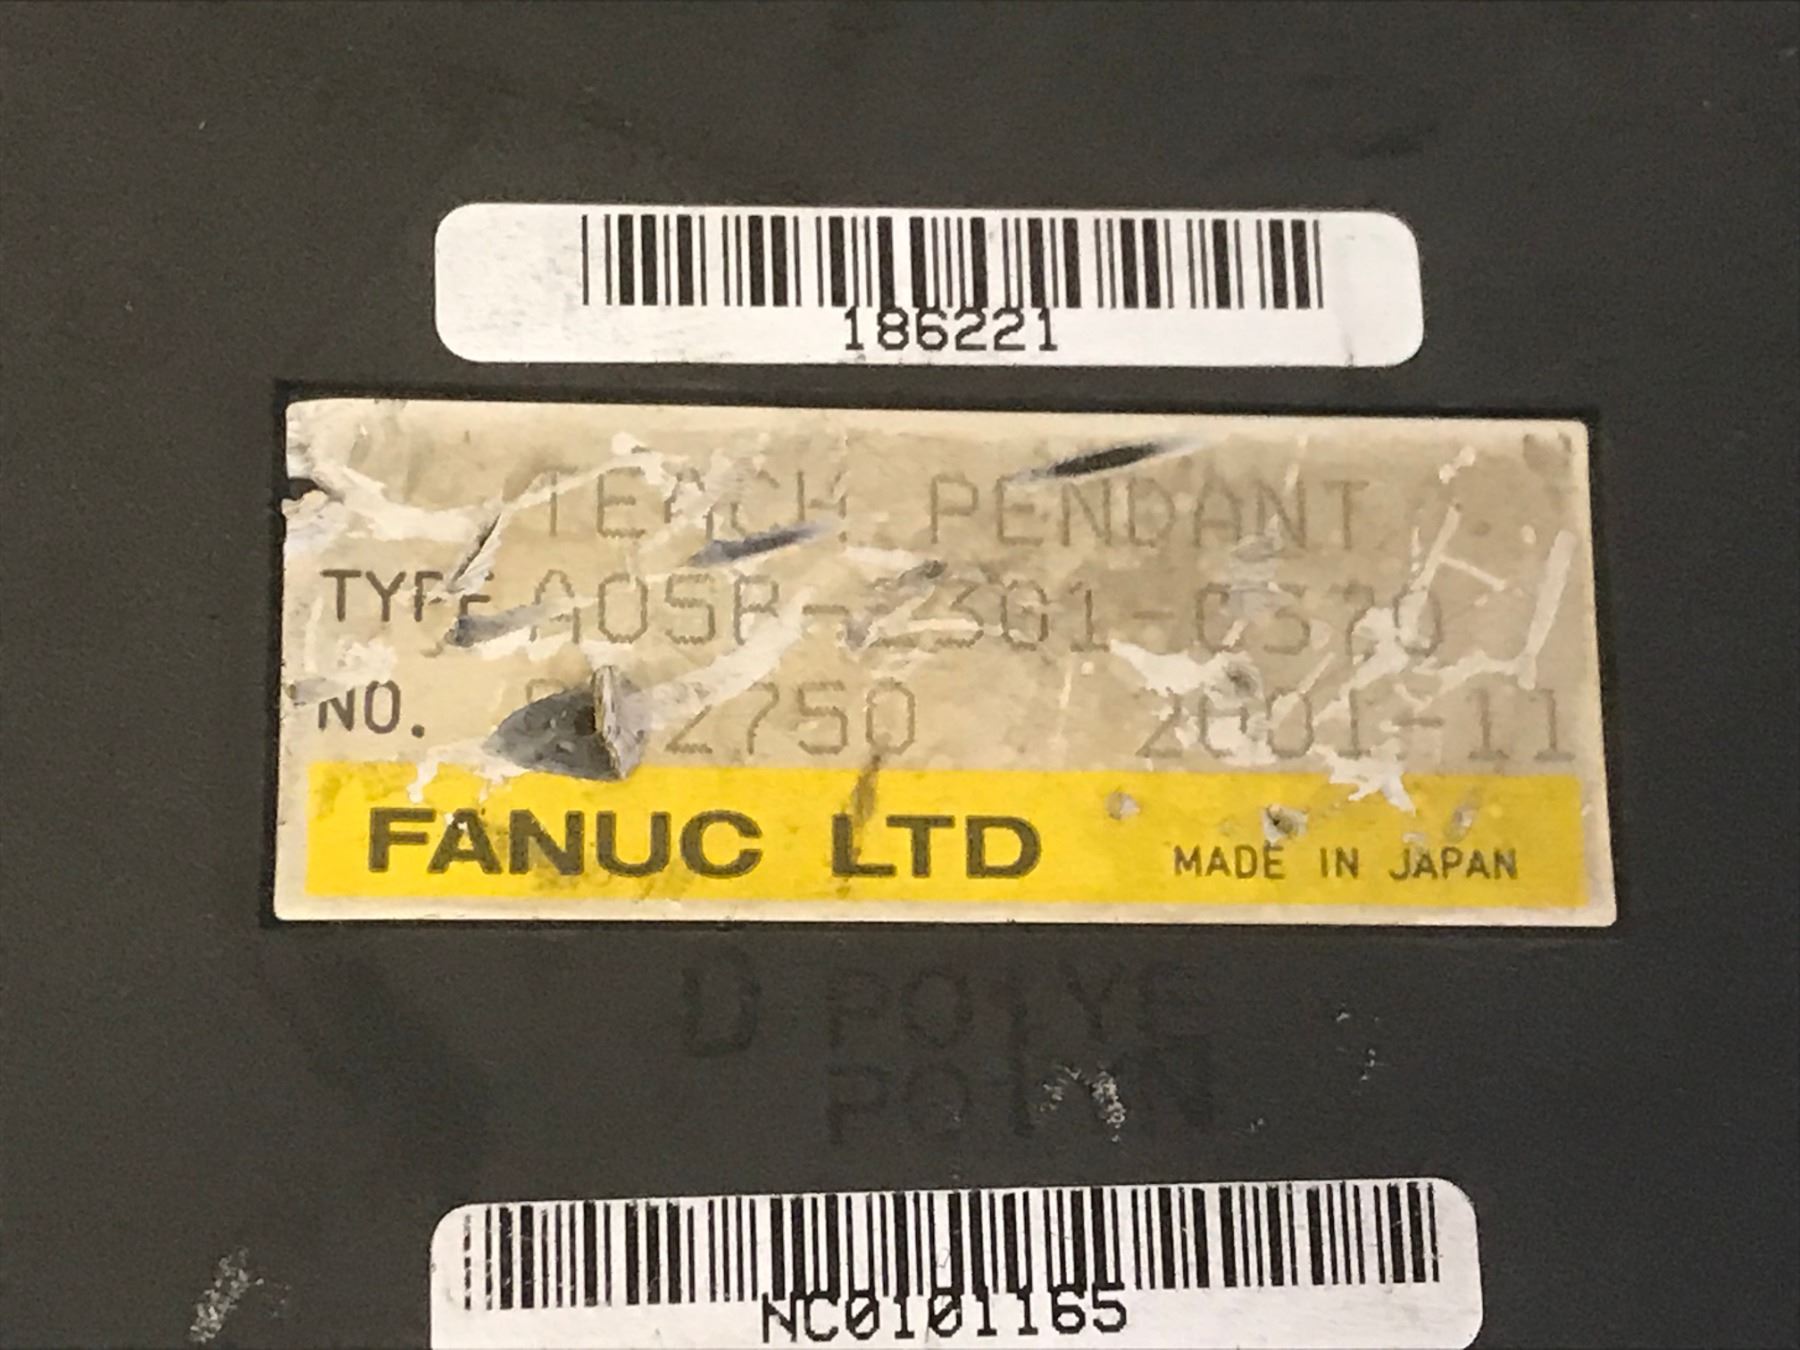 186221
TEACH PENDANT
TYPE A05B-2301-C370
NO. 2750 2001-11
FANUC LTD MADE IN JAPAN
NC0101165